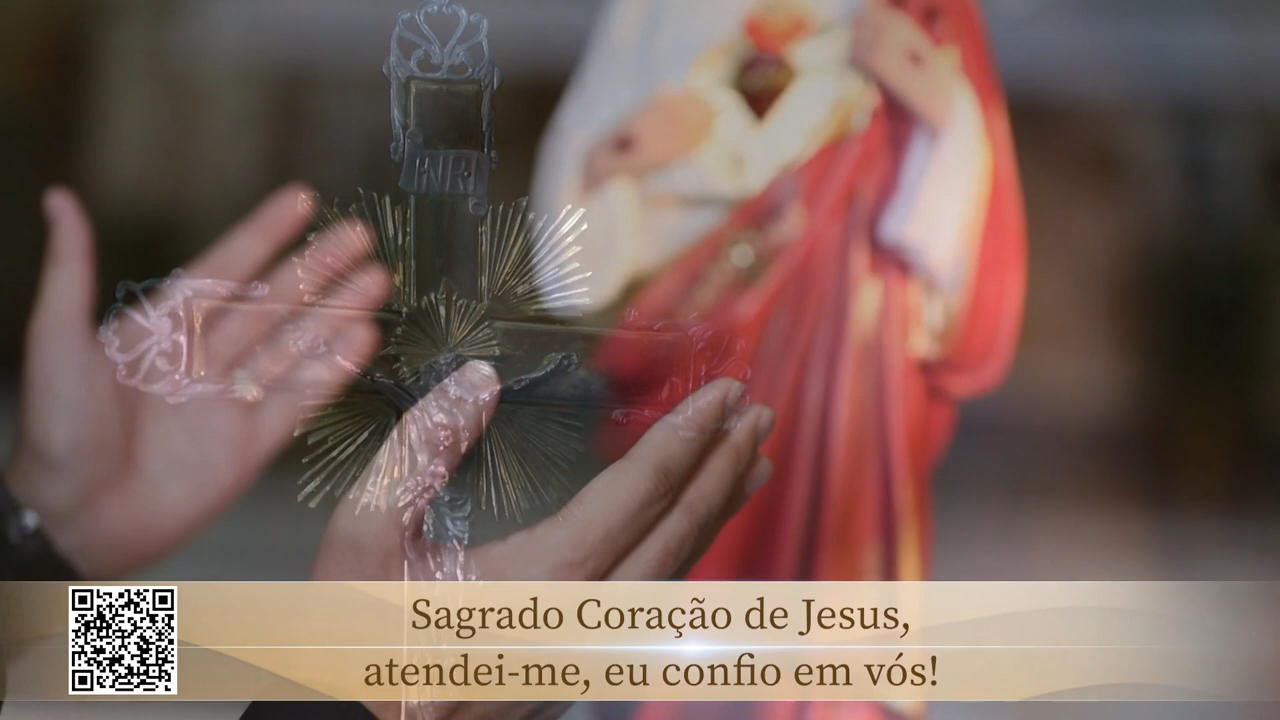 INRI
Sagrado Coração de Jesus,
atendei-me, eu confio em vós!